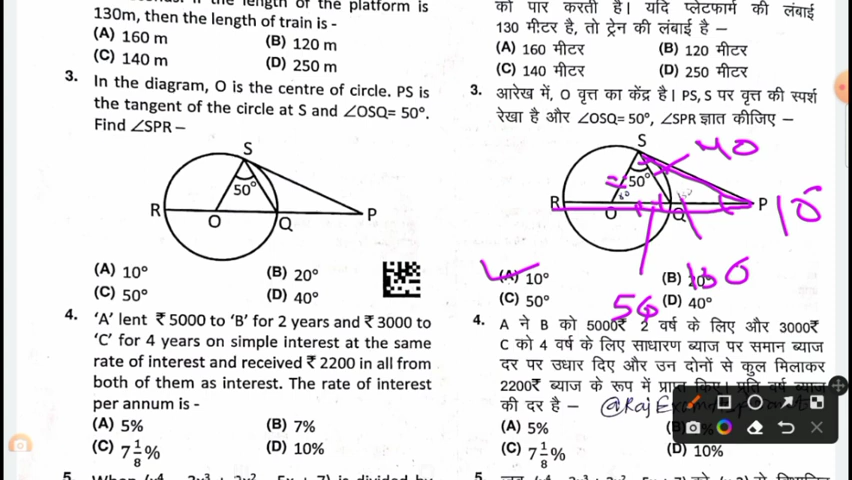 130m, then the length of train is -
(A) 160 m (B) 120 m
(C) 140 m (D) 250 m
3. In the diagram, O is the centre of circle. PS is
the tangent of the circle at S and ∠OSQ= 50°.
Find ∠SPR –
S
50°
R O Q P
(A) 10° (B) 20°
(C) 50° (D) 40°
4. 'A' lent ₹ 5000 to 'B' for 2 years and ₹ 3000 to
'C' for 4 years on simple interest at the same
rate of interest and received ₹ 2200 in all from
both of them as interest. The rate of interest
per annum is -
(A) 5% (B) 7%
(C) 7 1/8 % (D) 10%
को पार करती है। यदि प्लेटफार्म की लंबाई
130 मीटर है, तो ट्रेन की लंबाई है –
(A) 160 मीटर (B) 120 मीटर
(C) 140 मीटर (D) 250 मीटर
3. आरेख में, O वृत्त का केंद्र है। PS, S पर वृत्त की स्पर्श
रेखा है और ∠OSQ= 50°, ∠SPR ज्ञात कीजिए –
S 40
50°
R O Q P 10
(A) 10° (B) 20° 130
(C) 50° 50 (D) 40°
4. A ने B को 5000₹ 2 वर्ष के लिए और 3000₹
C को 4 वर्ष के लिए साधारण ब्याज पर समान ब्याज
दर पर उधार दिए और उन दोनों से कुल मिलाकर
2200₹ ब्याज के रूप में प्राप्त किए। प्रति वर्ष ब्याज
की दर है –
(A) 5%
(C) 7 1/8 % (D) 10%